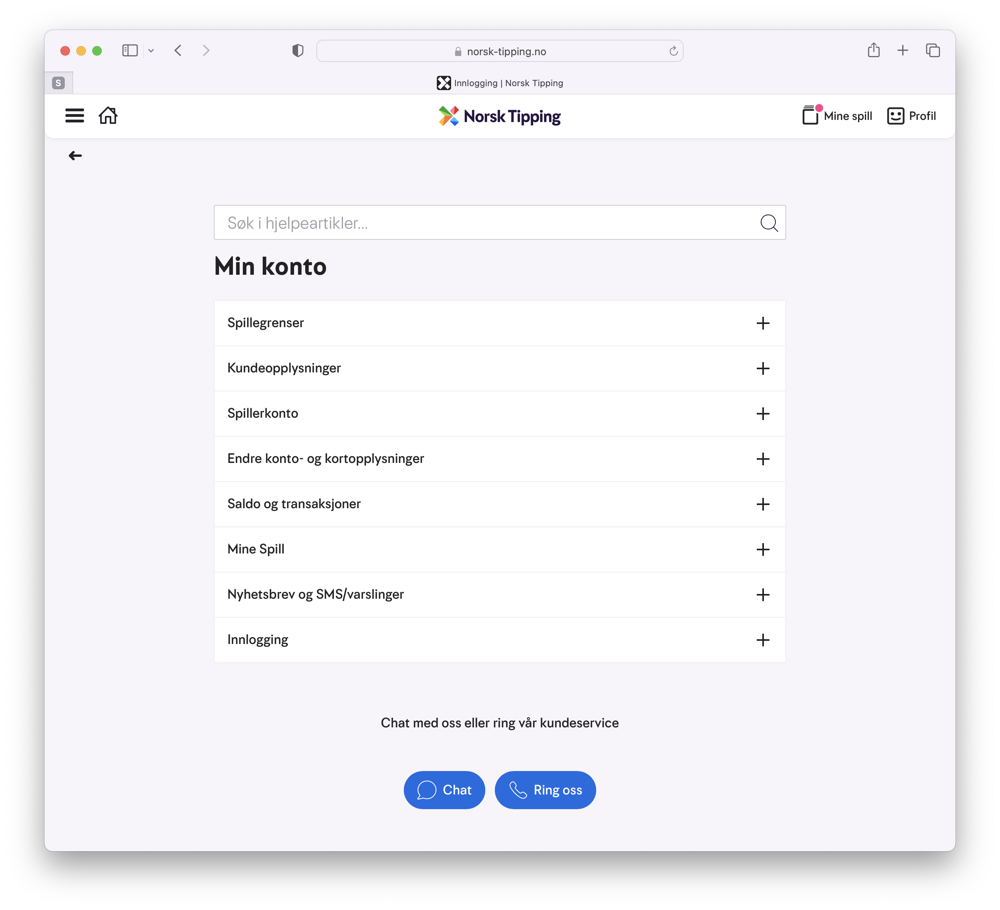 norsk-tipping.no
S
Innlogging | Norsk Tipping
Norsk Tipping
Mine spill
Profil
Søk i hjelpeartikler...
Min konto
Spillegrenser
Kundeopplysninger
Spillerkonto
Endre konto- og kortopplysninger
Saldo og transaksjoner
Mine Spill
Nyhetsbrev og SMS/varslinger
Innlogging
Chat med oss eller ring vår kundeservice
Chat
Ring oss